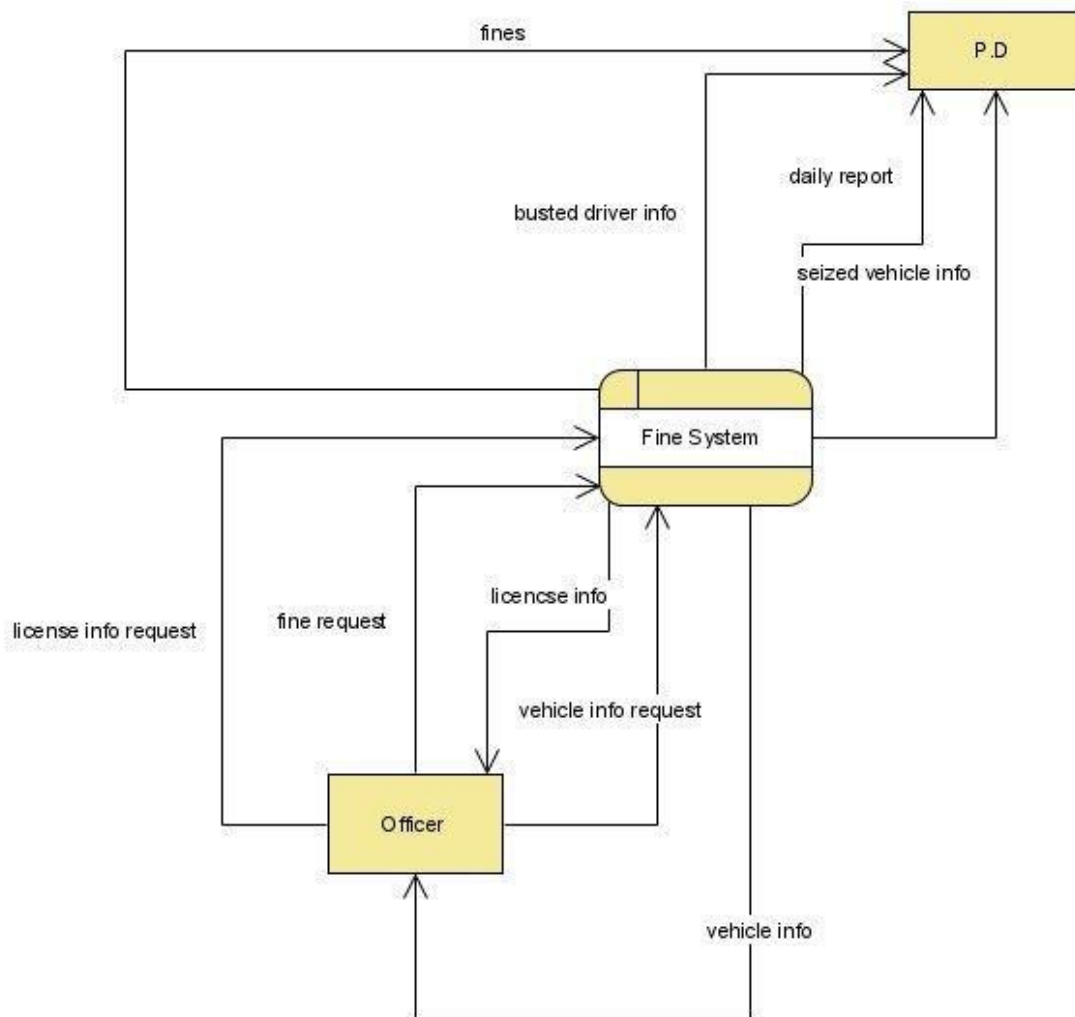 fines
P.D
daily report
busted driver info
seized vehicle info
Fine System
licencse info
fine request
license info request
vehicle info request
Officer
vehicle info